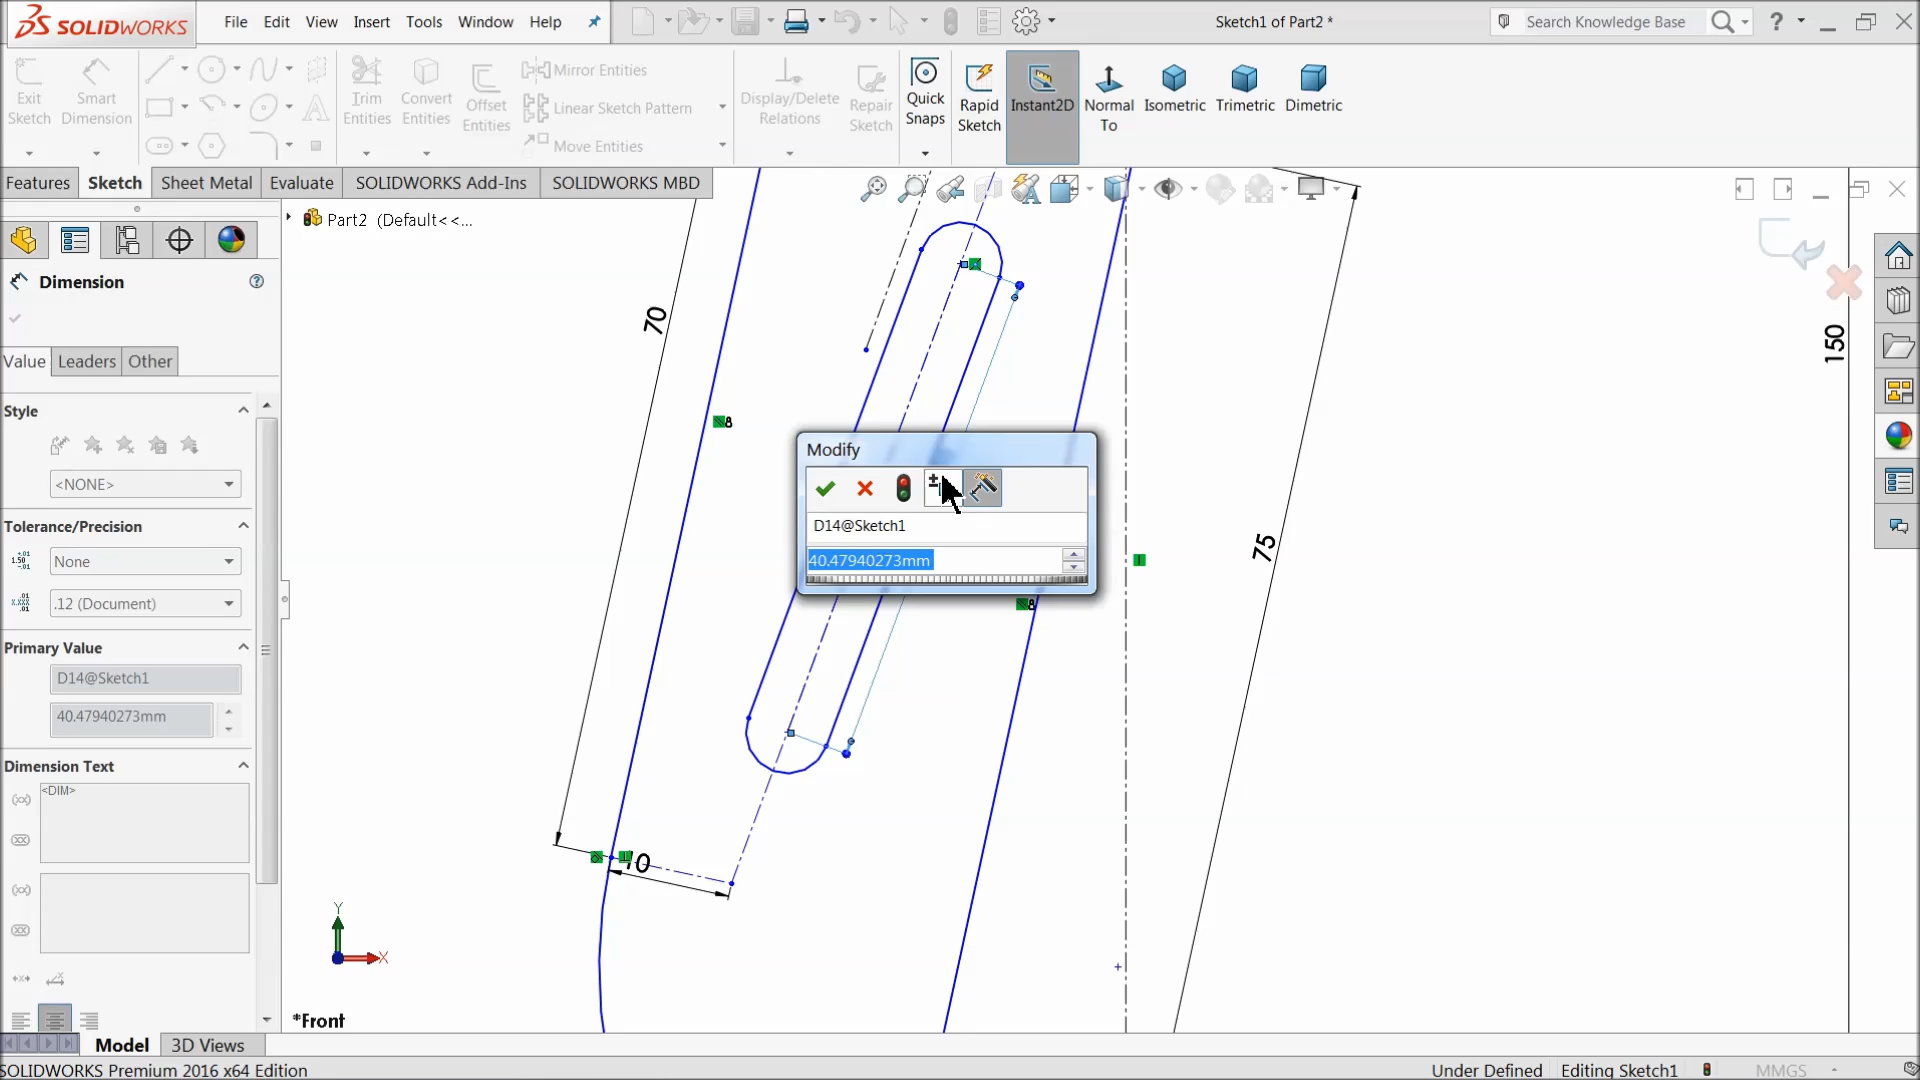 SOLIDWORKS
File Edit View Insert Tools Window Help
Sketch1 of Part2 *
Search Knowledge Base
?
Exit Sketch
Smart Dimension
Trim Entities
Convert Entities
Offset Entities
Mirror Entities
Linear Sketch Pattern
Move Entities
Display/Delete Relations
Repair Sketch
Quick Snaps
Rapid Sketch
Instant2D
Normal To
Isometric
Trimetric
Dimetric
Features Sketch Sheet Metal Evaluate SOLIDWORKS Add-Ins SOLIDWORKS MBD
Part2 (Default<<...
Dimension
Value Leaders Other
Style
<NONE>
Tolerance/Precision
None
.12 (Document)
Primary Value
D14@Sketch1
40.47940273mm
Dimension Text
<DIM>
70
8
Modify
D14@Sketch1
40.47940273mm
8
75
150
10
Y
X
*Front
Model 3D Views
SOLIDWORKS Premium 2016 x64 Edition
Under Defined Editing Sketch1 MMGS